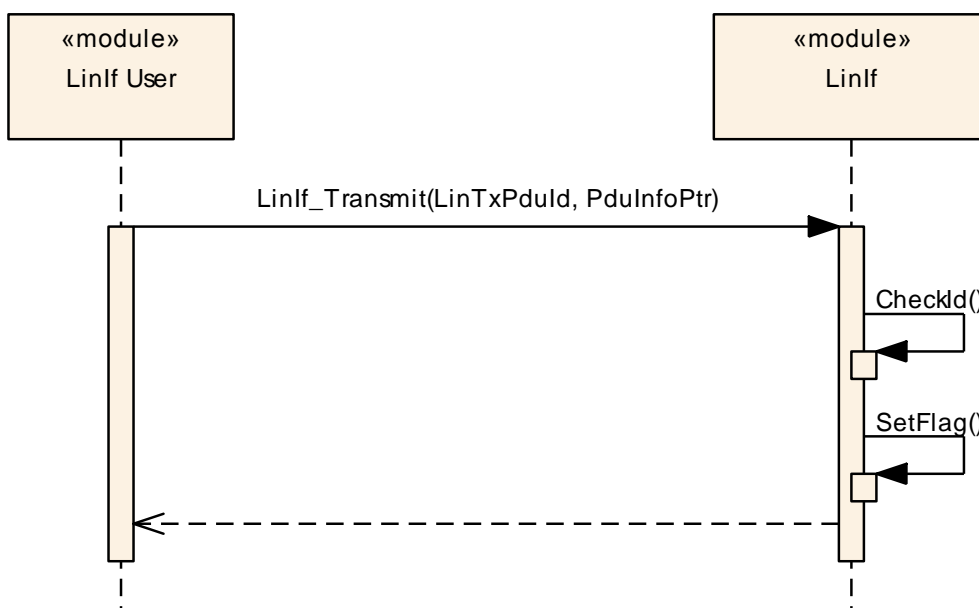 «module»
LinIf User
«module»
LinIf
LinIf_Transmit(LinTxPduId, PduInfoPtr)
CheckId()
SetFlag()